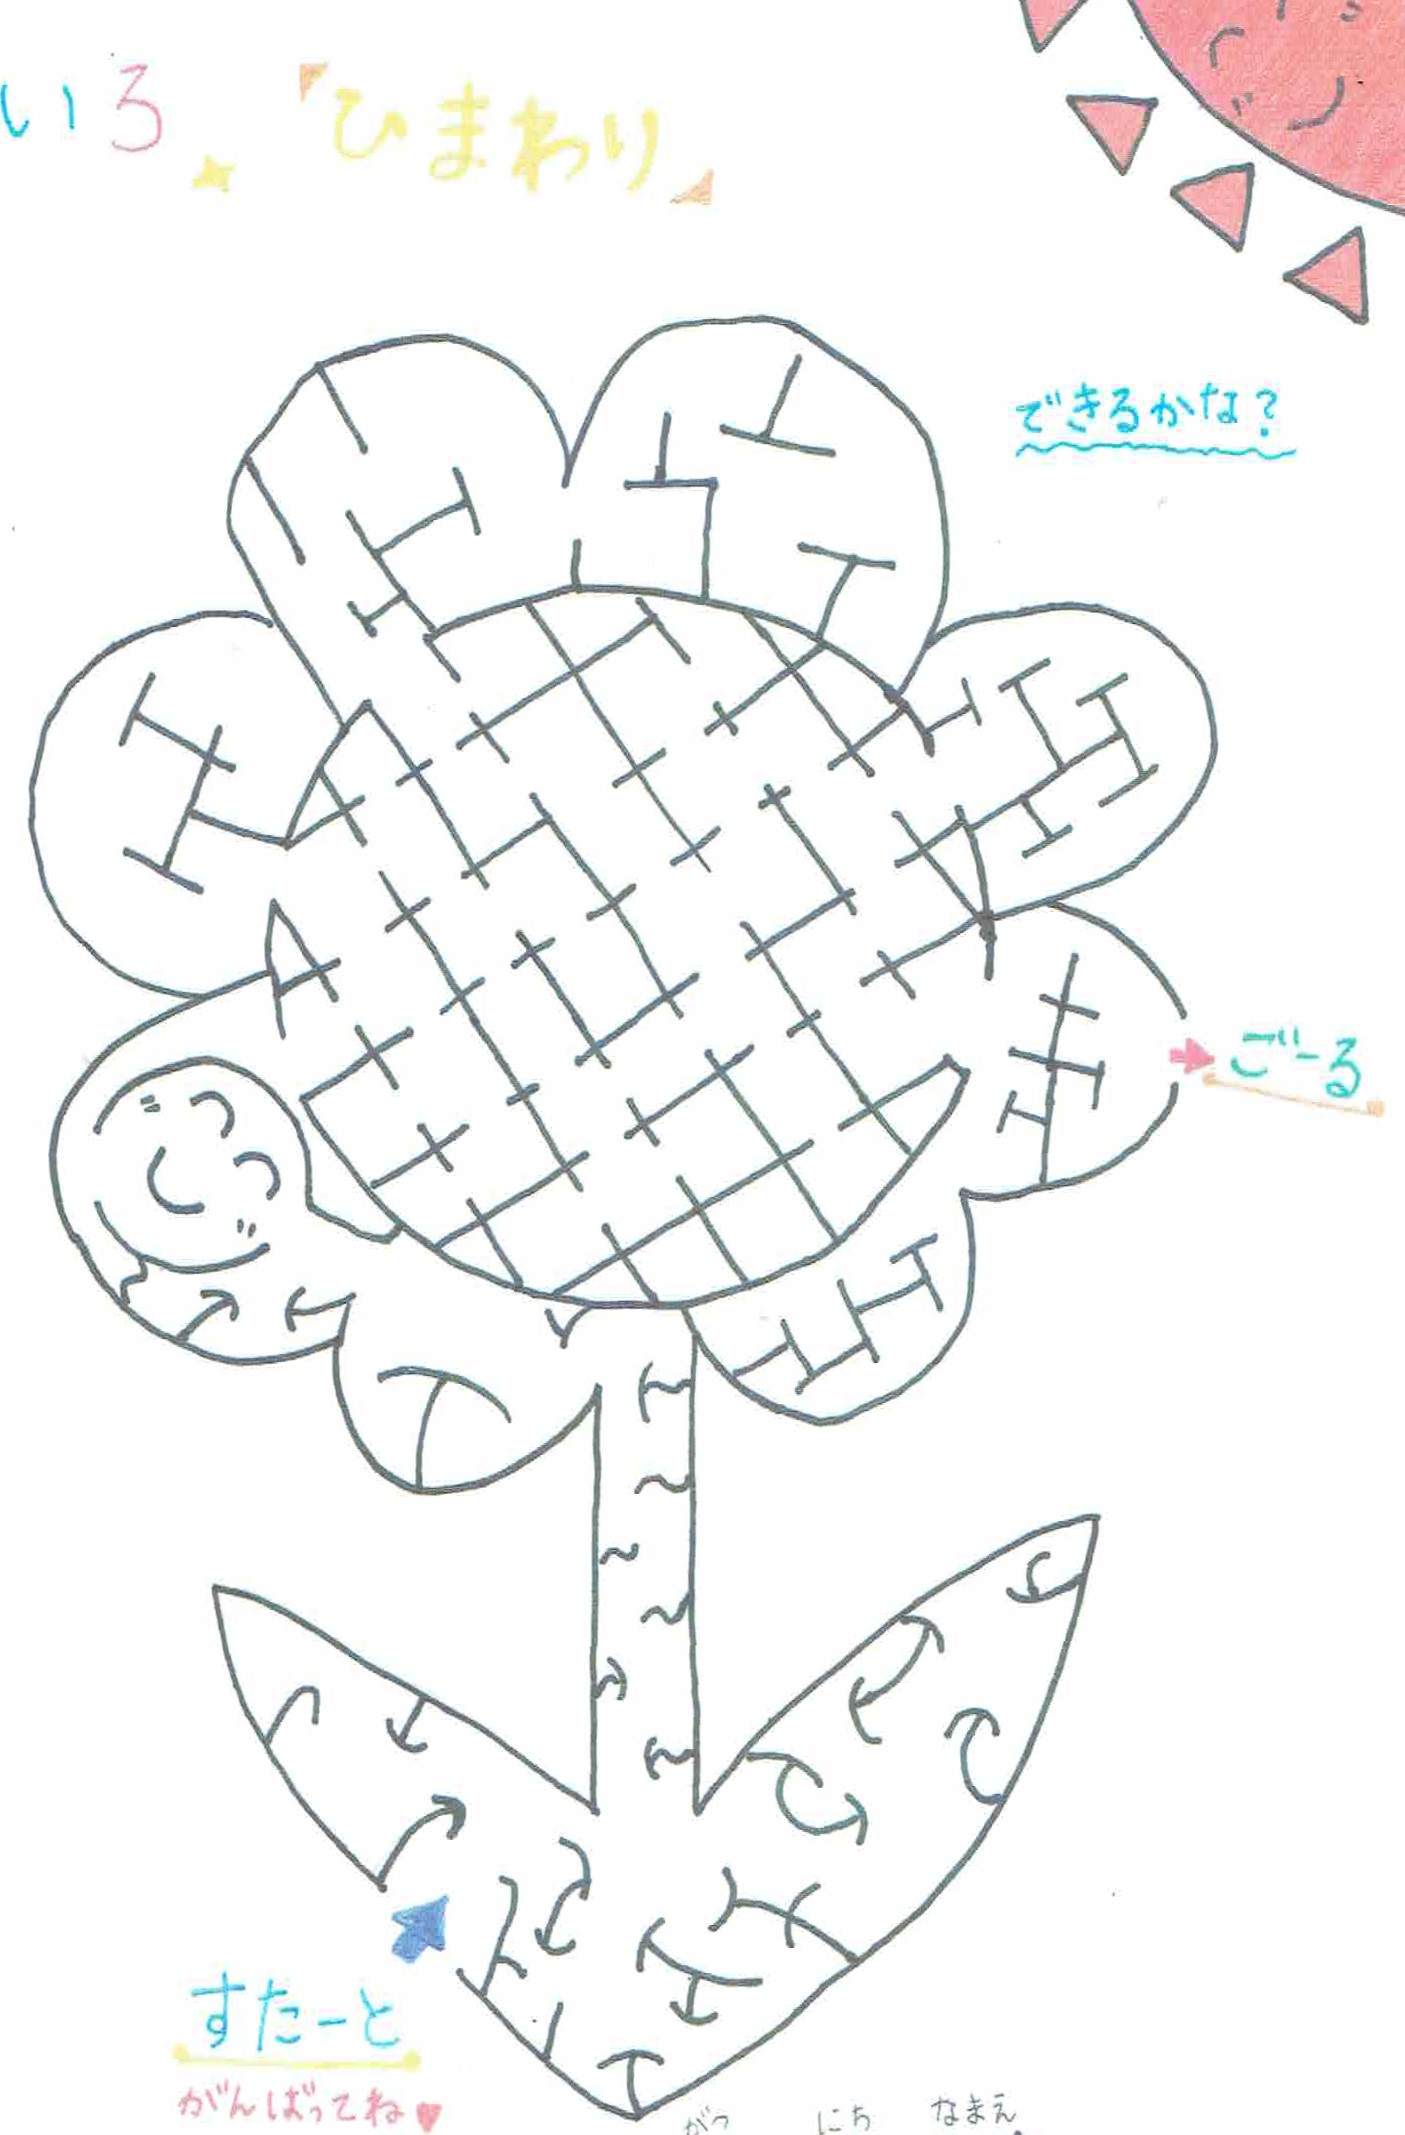 いろ 「ひまわり」
できるかな?
ごーる
すたーと
がんばってね
がつ にち なまえ